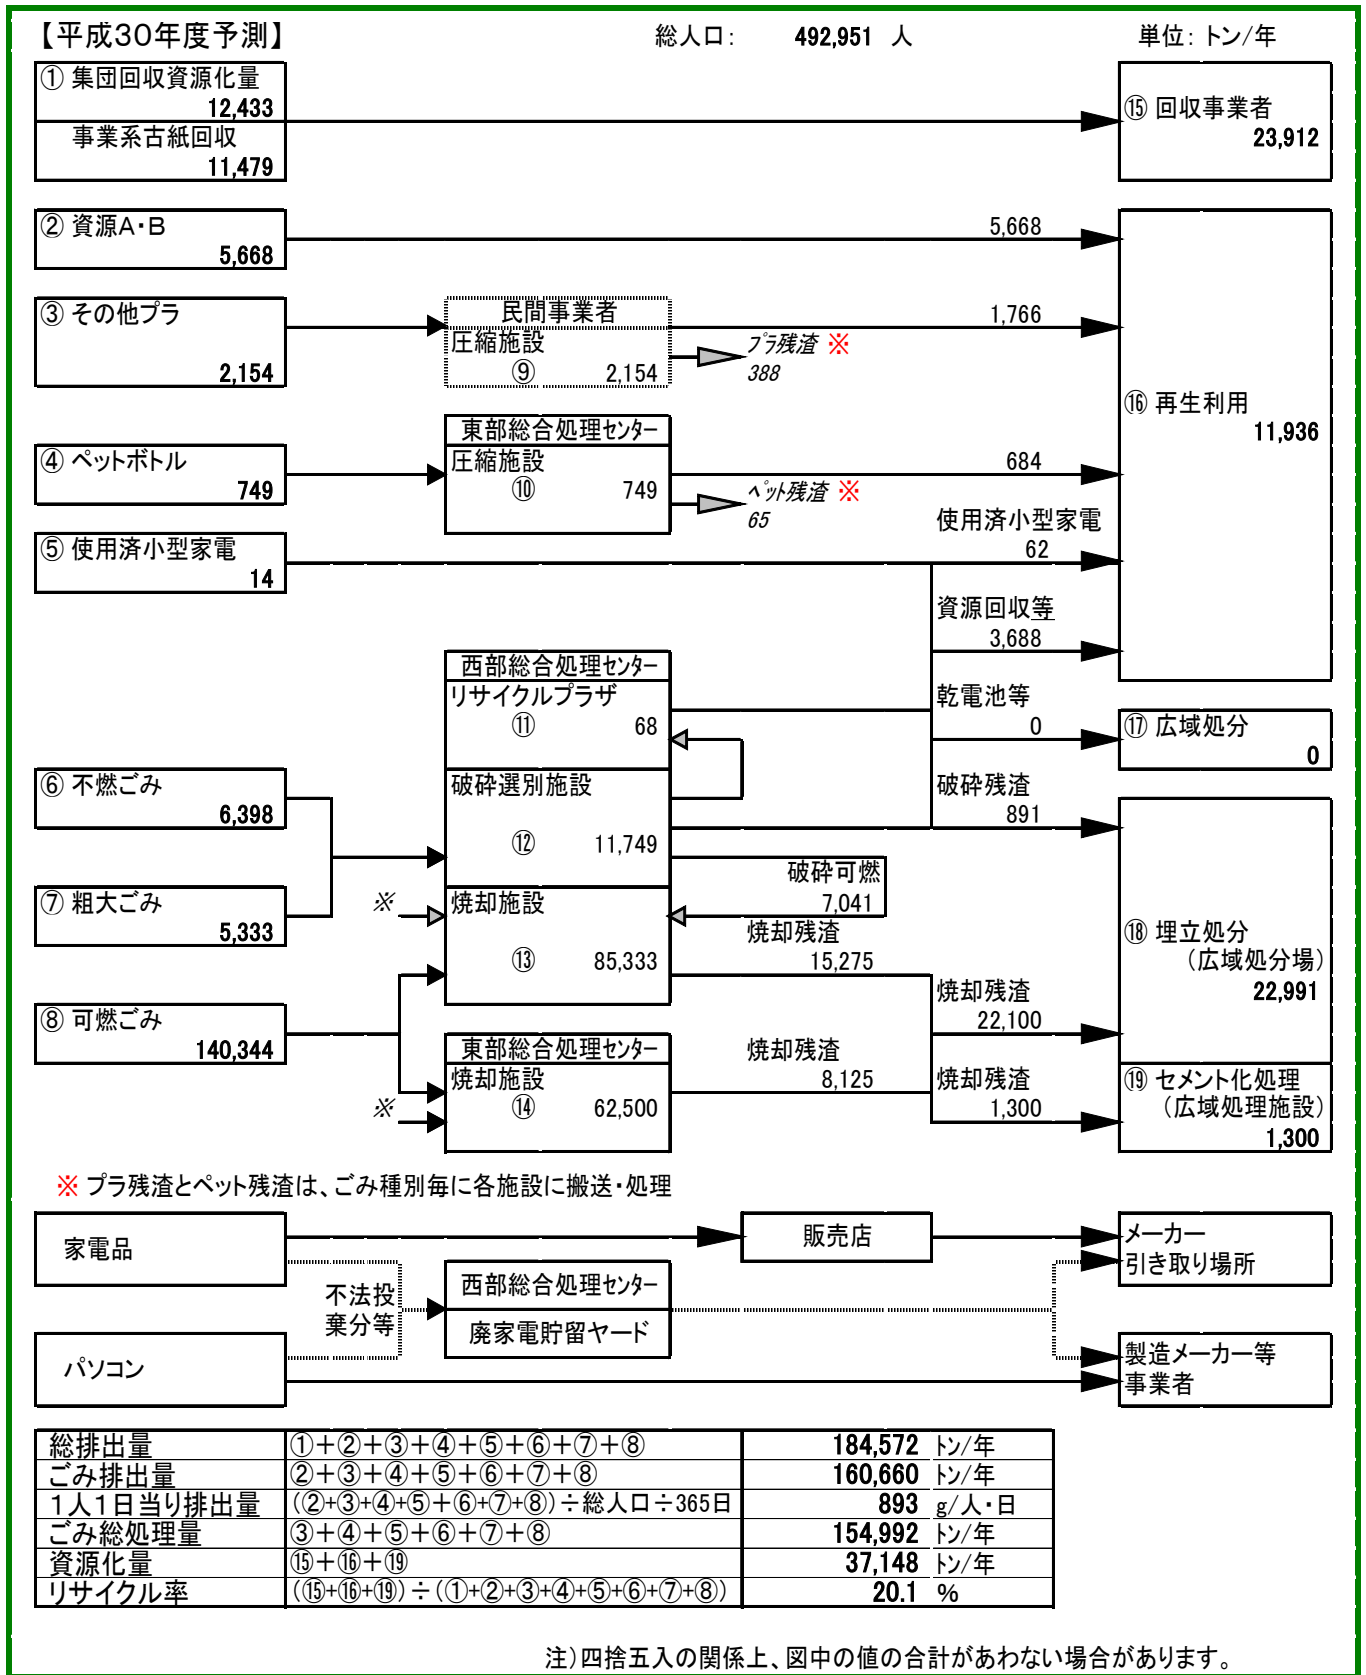 【平成30年度予測】 総人口： 492,951 人 単位：トン/年
① 集団回収資源化量
12,433
事業系古紙回収
11,479
⑮ 回収事業者
23,912
② 資源A・B
5,668
5,668
③ その他プラ
2,154
民間事業者
圧縮施設
⑨ 2,154
1,766
プラ残渣 ※
388
⑯ 再生利用
11,936
④ ペットボトル
749
東部総合処理センター
圧縮施設
⑩ 749
684
ペット残渣 ※
65
⑤ 使用済小型家電
14
使用済小型家電
62
資源回収等
3,688
西部総合処理センター
リサイクルプラザ
⑪ 68
乾電池等
0
⑰ 広域処分
0
⑥ 不燃ごみ
6,398
破砕選別施設
⑫ 11,749
破砕残渣
891
破砕可燃
7,041
⑦ 粗大ごみ
5,333
※
焼却施設
⑬ 85,333
焼却残渣
15,275
⑱ 埋立処分
（広域処分場）
22,991
焼却残渣
22,100
⑧ 可燃ごみ
140,344
東部総合処理センター
焼却施設
⑭ 62,500
※
焼却残渣
8,125
焼却残渣
1,300
⑲ セメント化処理
（広域処理施設）
1,300
※ プラ残渣とペット残渣は、ごみ種別毎に各施設に搬送・処理
家電品
販売店
メーカー
引き取り場所
不法投
棄分等
西部総合処理センター
廃家電貯留ヤード
パソコン
製造メーカー等
事業者
総排出量 ①＋②＋③＋④＋⑤＋⑥＋⑦＋⑧ 184,572 トン/年
ごみ排出量 ②＋③＋④＋⑤＋⑥＋⑦＋⑧ 160,660 トン/年
1人1日当り排出量 （②+③+④+⑤＋⑥+⑦+⑧）÷総人口÷365日 893 g/人・日
ごみ総処理量 ③＋④＋⑤＋⑥＋⑦＋⑧ 154,992 トン/年
資源化量 ⑮＋⑯＋⑲ 37,148 トン/年
リサイクル率 （⑮+⑯+⑲）÷（①+②+③+④+⑤+⑥+⑦+⑧） 20.1 %
注）四捨五入の関係上、図中の値の合計があわない場合があります。